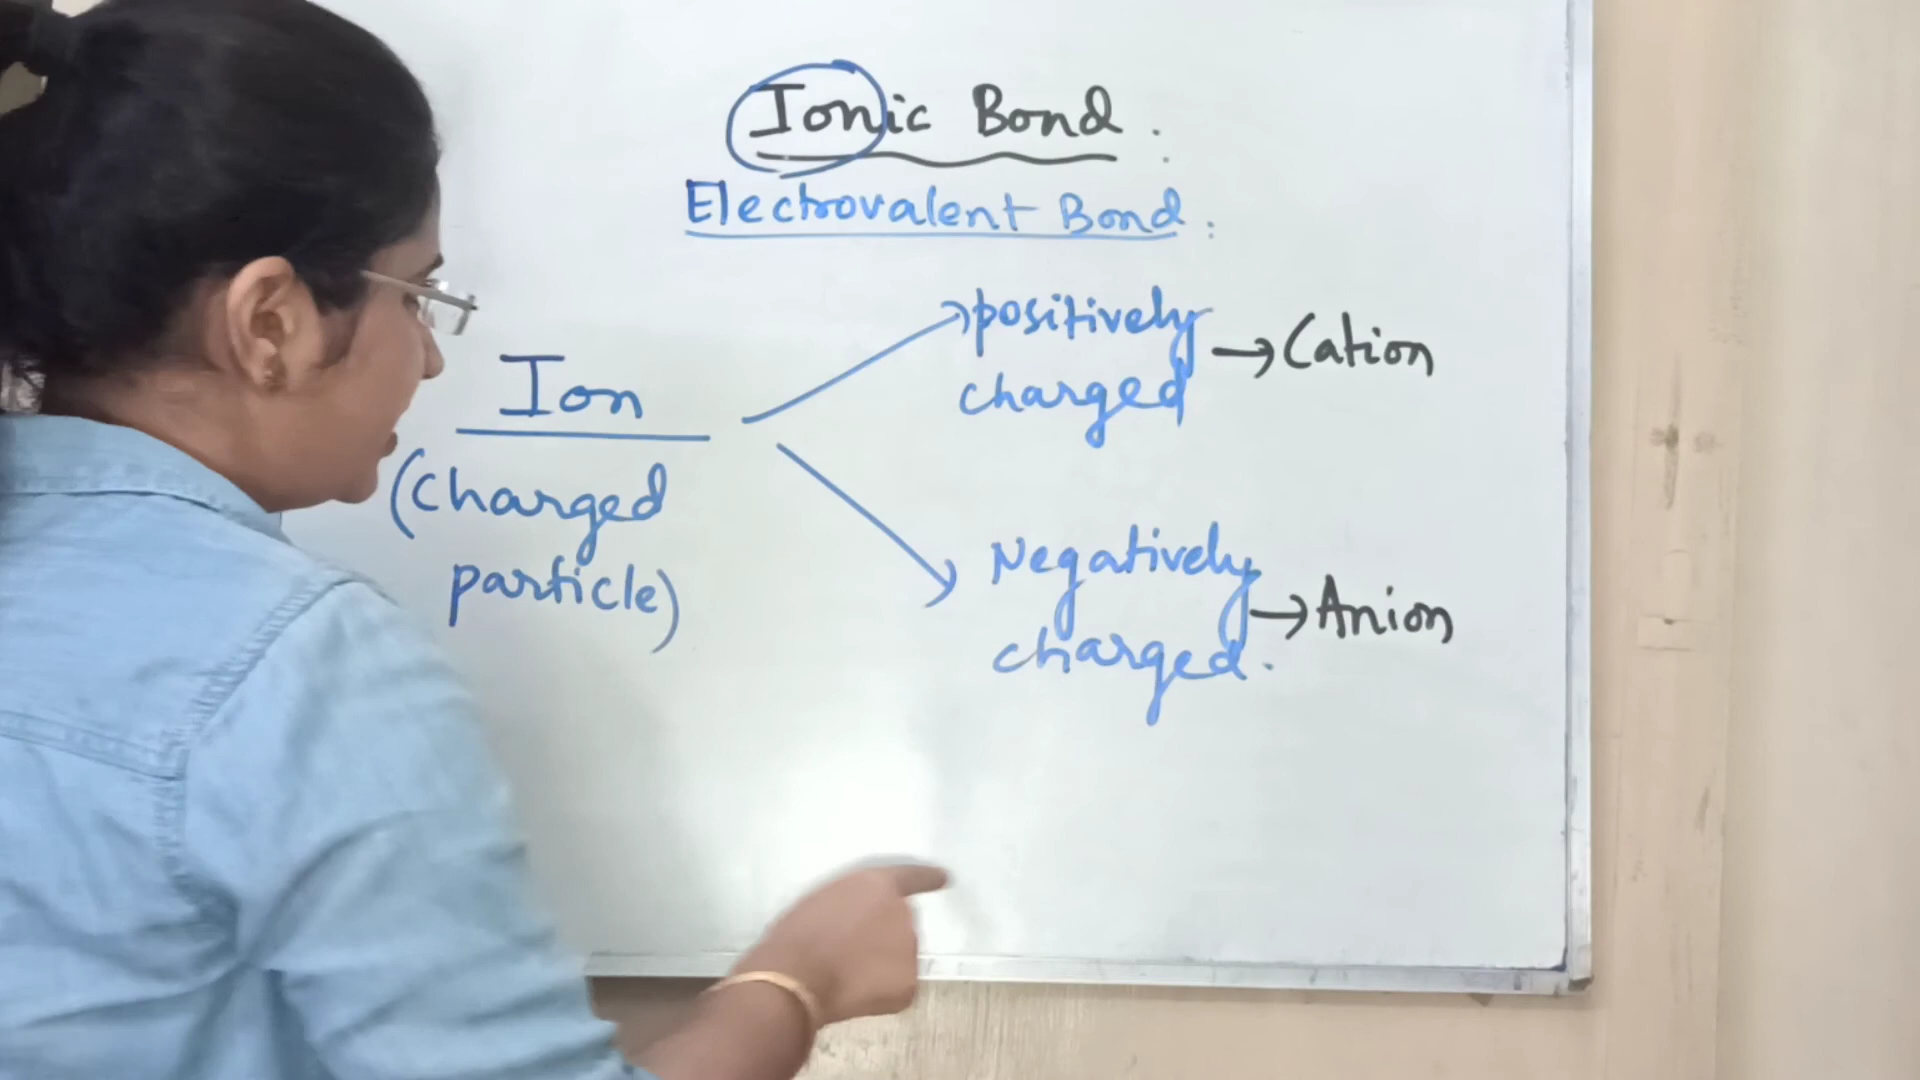 Ionic Bond.
Electrovalent Bond.
Ion
(charged
particle)
positively
charged
→ Cation
Negatively
charged.
→ Anion